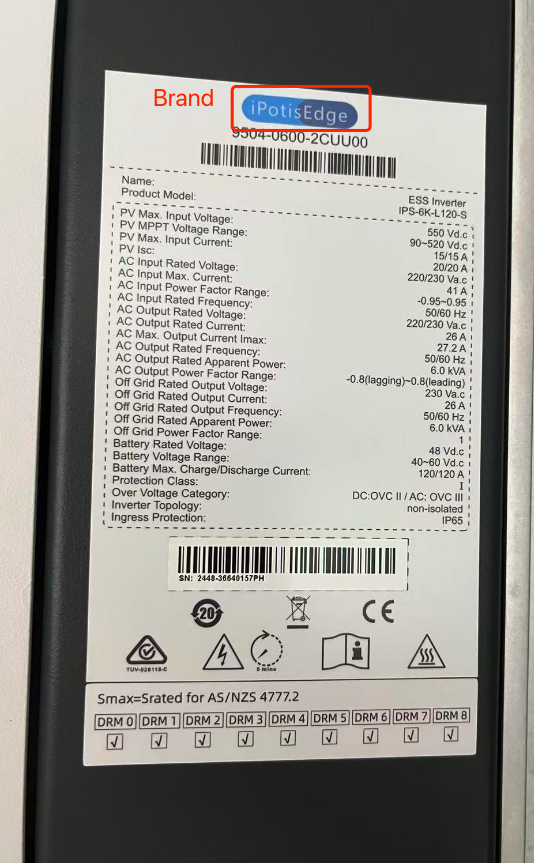 Brand
iPotisEdge
9504-0600-2CUU00
Name: ESS Inverter
Product Model: IPS-6K-L120-S
PV Max. Input Voltage: 550 Vd.c
PV MPPT Voltage Range: 90~520 Vd.c
PV Max. Input Current: 15/15 A
PV Isc: 20/20 A
AC Input Rated Voltage: 220/230 Va.c
AC Input Max. Current: 41 A
AC Input Power Factor Range: -0.95~0.95
AC Input Rated Frequency: 50/60 Hz
AC Output Rated Voltage: 220/230 Va.c
AC Output Rated Current: 26 A
AC Max. Output Current Imax: 27.2 A
AC Output Rated Frequency: 50/60 Hz
AC Output Rated Apparent Power: 6.0 kVA
AC Output Power Factor Range: -0.8(lagging)~0.8(leading)
Off Grid Rated Output Voltage: 230 Va.c
Off Grid Rated Output Current: 26 A
Off Grid Rated Output Frequency: 50/60 Hz
Off Grid Rated Apparent Power: 6.0 kVA
Off Grid Power Factor Range: 1
Battery Rated Voltage: 48 Vd.c
Battery Voltage Range: 40~60 Vd.c
Battery Max. Charge/Discharge Current: 120/120 A
Protection Class: I
Over Voltage Category: DC:OVC II / AC: OVC III
Inverter Topology: non-isolated
Ingress Protection: IP65
SN: 2448-36640157PH
20
CE
TUV-028118-E
5 mins
i
Smax=Srated for AS/NZS 4777.2
DRM 0 DRM 1 DRM 2 DRM 3 DRM 4 DRM 5 DRM 6 DRM 7 DRM 8
√ √ √ √ √ √ √ √ √